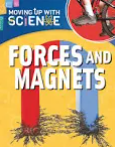 MOVING UP WITH
SCIENCE
FORCES AND
MAGNETS